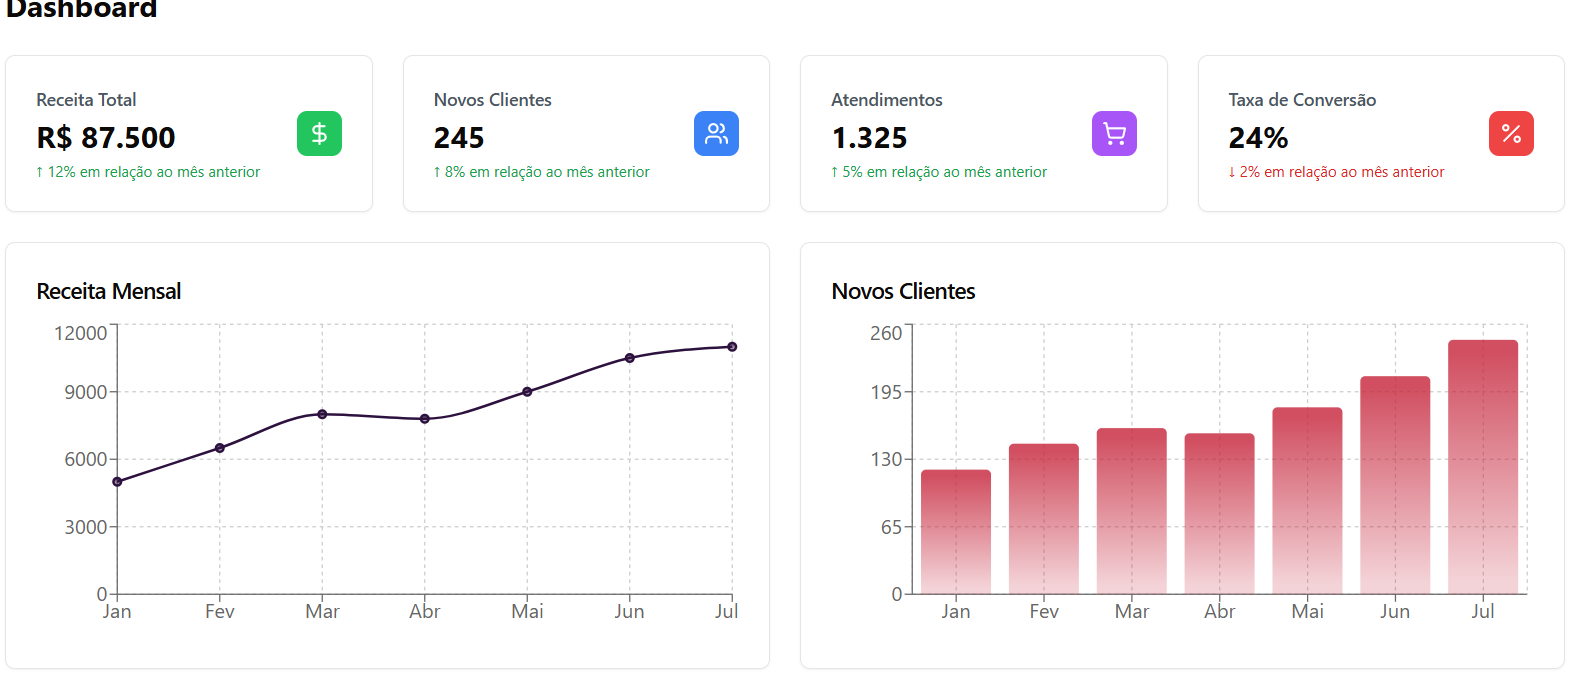 Dashboard
Receita Total
R$ 87.500
↑ 12% em relação ao mês anterior
Novos Clientes
245
↑ 8% em relação ao mês anterior
Atendimentos
1.325
↑ 5% em relação ao mês anterior
Taxa de Conversão
24%
↓ 2% em relação ao mês anterior
Receita Mensal
12000
9000
6000
3000
0
Jan Fev Mar Abr Mai Jun Jul
Novos Clientes
260
195
130
65
0
Jan Fev Mar Abr Mai Jun Jul